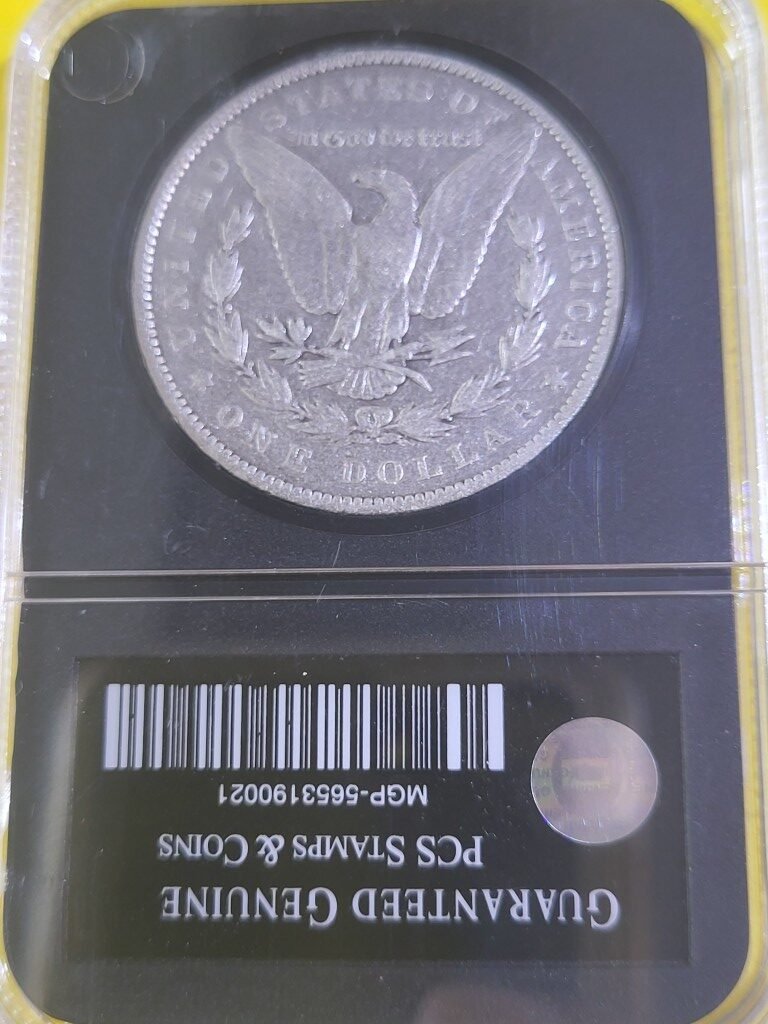 UNITED STATES OF AMERICA
In God we trust
ONE DOLLAR
GUARANTEED GENUINE
PCS STAMPS & COINS
MGP-5653190021